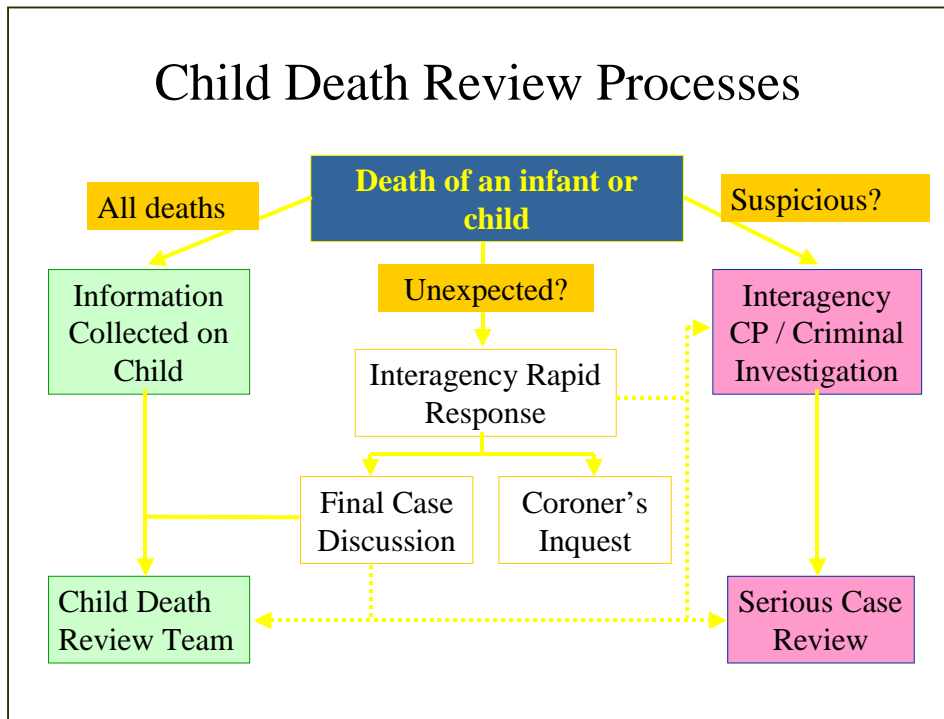 Child Death Review Processes
Death of an infant or
child
All deaths
Suspicious?
Unexpected?
Information
Collected on
Child
Interagency Rapid
Response
Interagency
CP / Criminal
Investigation
Final Case
Discussion
Coroner's
Inquest
Child Death
Review Team
Serious Case
Review